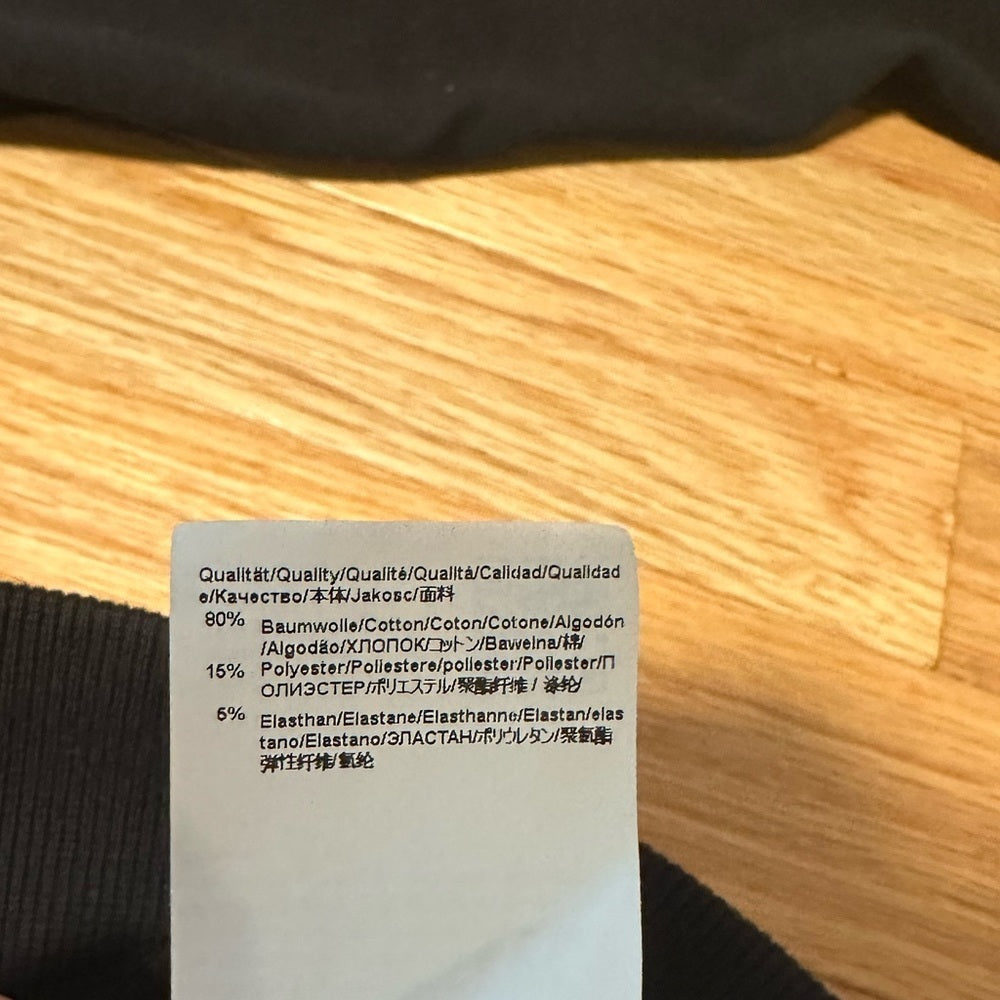 Qualität/Quality/Qualité/Qualità/Calidad/Qualidad
e/Качество/本体/Jakosc/面料
80% Baumwolle/Cotton/Coton/Cotone/Algodón
/Algodão/ХЛОПОК/コットン/Bawelna/棉/
15% Polyester/Poliestere/poliester/Poliester/П
ОЛИЭСТЕР/ポリエステル/聚酯纤维/ 涤纶/
5% Elasthan/Elastane/Elasthanne/Elastan/elas
tano/Elastano/ЭЛАСТАН/ポリウレタン/聚氨酯
弹性纤维/氨纶